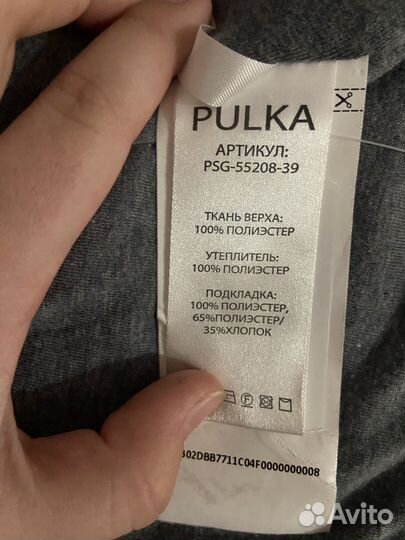 PULKA
АРТИКУЛ:
PSG-55208-39
ТКАНЬ ВЕРХА:
100% ПОЛИЭСТЕР
УТЕПЛИТЕЛЬ:
100% ПОЛИЭСТЕР
ПОДКЛАДКА:
100% ПОЛИЭСТЕР,
65%ПОЛИЭСТЕР/
35%ХЛОПОК
02DBB7711C04F0000000008
Avito